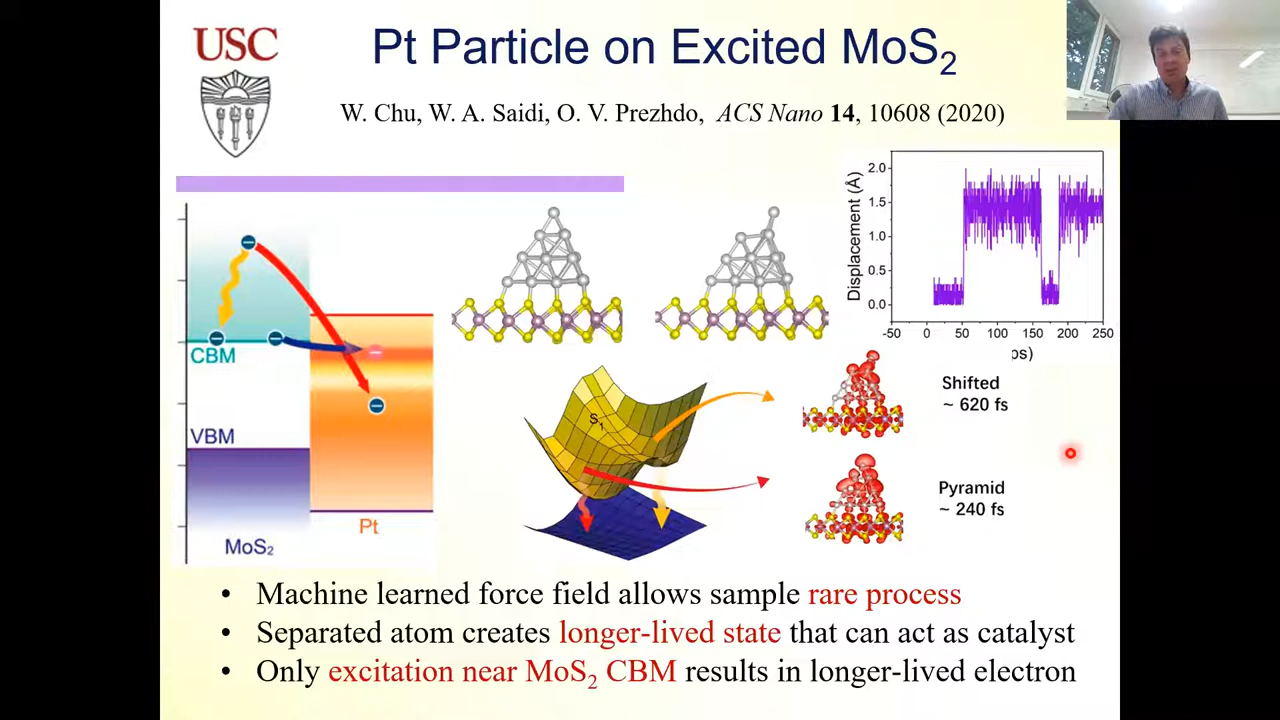 USC
Pt Particle on Excited MoS₂
W. Chu, W. A. Saidi, O. V. Prezhdo, ACS Nano 14, 10608 (2020)
CBM
VBM
MoS₂
Pt
S₁
Displacement (Å)
2.0
1.5
1.0
0.5
0.0
-50 0 50 100 150 200 250
ps)
Shifted
~ 620 fs
Pyramid
~ 240 fs
• Machine learned force field allows sample rare process
• Separated atom creates longer-lived state that can act as catalyst
• Only excitation near MoS₂ CBM results in longer-lived electron